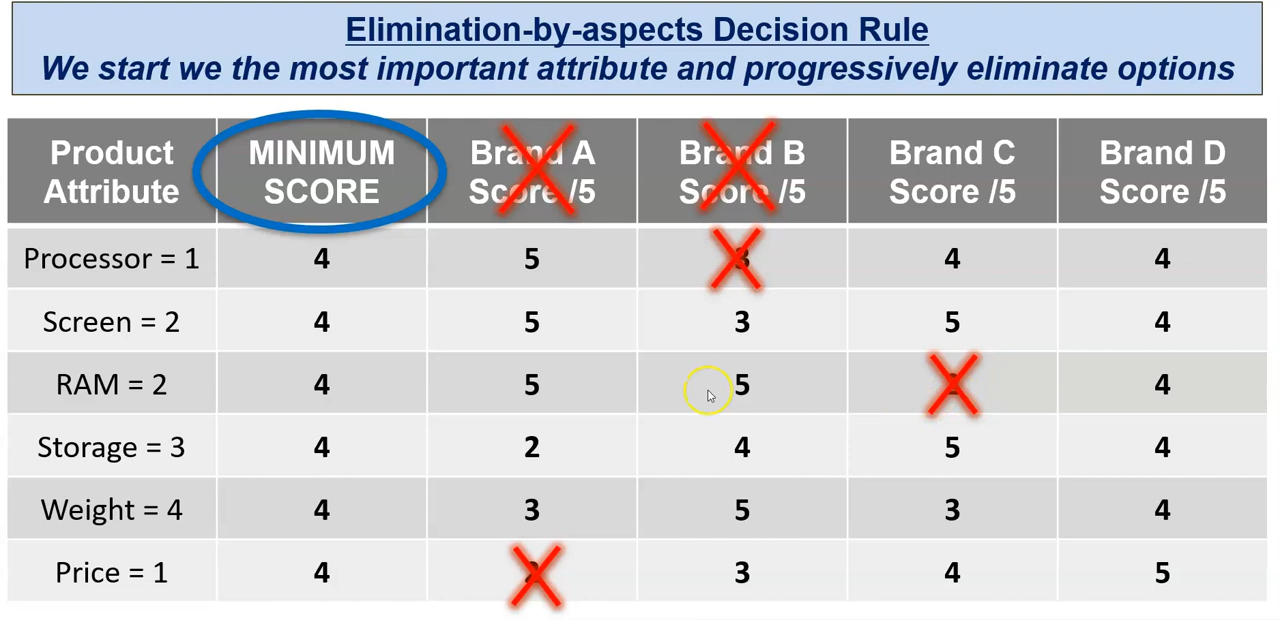 Elimination-by-aspects Decision Rule
We start we the most important attribute and progressively eliminate options
Product Attribute MINIMUM SCORE Brand A Score /5 Brand B Score /5 Brand C Score /5 Brand D Score /5
Processor = 1 4 5 3 4 4
Screen = 2 4 5 3 5 4
RAM = 2 4 5 5 4
Storage = 3 4 2 4 5 4
Weight = 4 4 3 5 3 4
Price = 1 4 3 4 5